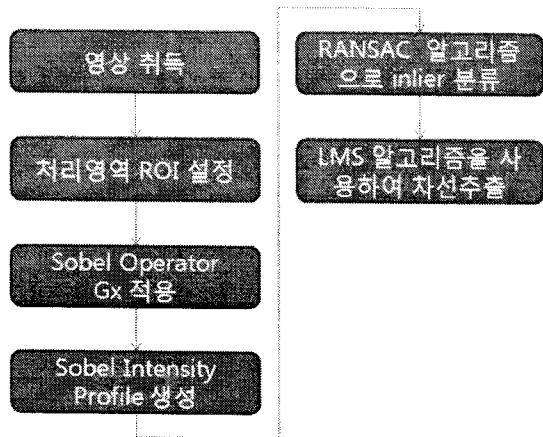 영상 취득
처리영역 ROI 설정
Sobel Operator
Gx 적용
Sobel Intensity
Profile 생성
RANSAC 알고리즘
으로 inlier 분류
LMS 알고리즘을 사
용하여 차선추출